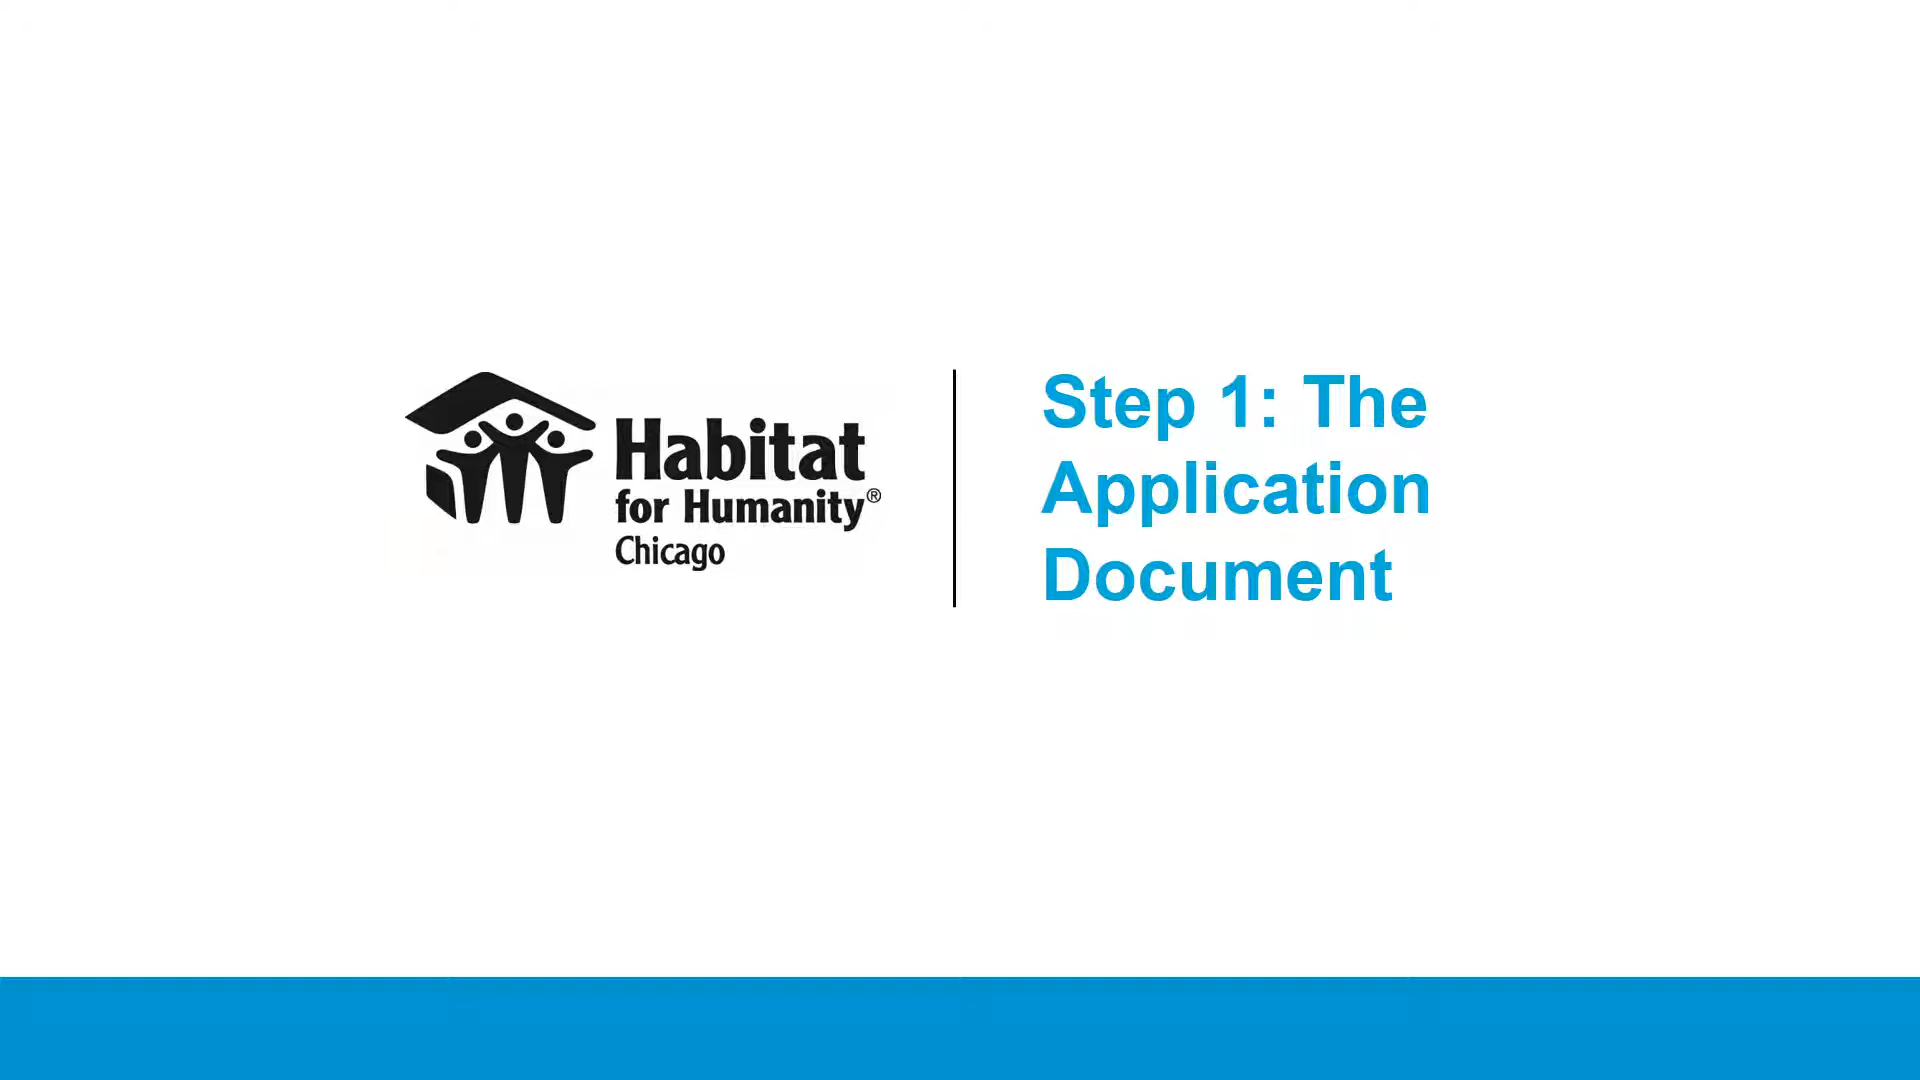 Habitat
for Humanity®
Chicago
Step 1: The
Application
Document